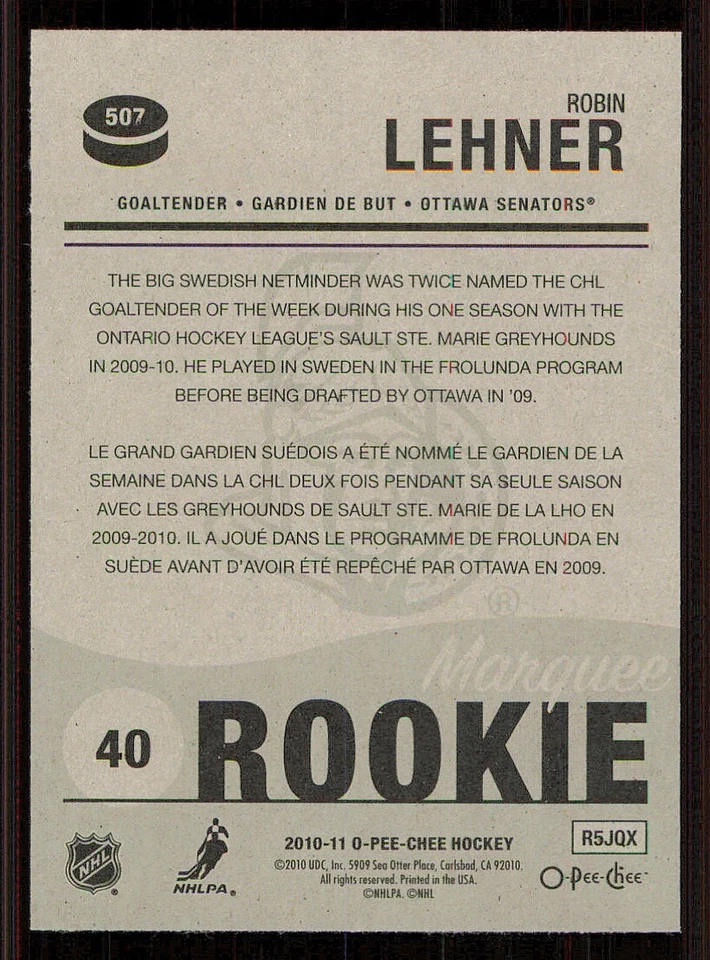 507
ROBIN
LEHNER
GOALTENDER • GARDIEN DE BUT • OTTAWA SENATORS®
THE BIG SWEDISH NETMINDER WAS TWICE NAMED THE CHL
GOALTENDER OF THE WEEK DURING HIS ONE SEASON WITH THE
ONTARIO HOCKEY LEAGUE'S SAULT STE. MARIE GREYHOUNDS
IN 2009-10. HE PLAYED IN SWEDEN IN THE FROLUNDA PROGRAM
BEFORE BEING DRAFTED BY OTTAWA IN '09.
LE GRAND GARDIEN SUÉDOIS A ÉTÉ NOMMÉ LE GARDIEN DE LA
SEMAINE DANS LA CHL DEUX FOIS PENDANT SA SEULE SAISON
AVEC LES GREYHOUNDS DE SAULT STE. MARIE DE LA LHO EN
2009-2010. IL A JOUÉ DANS LE PROGRAMME DE FROLUNDA EN
SUÈDE AVANT D'AVOIR ÉTÉ REPÊCHÉ PAR OTTAWA EN 2009.
®
Marquee
40 ROOKIE
NHL ®
NHLPA ®
2010-11 O-PEE-CHEE HOCKEY
©2010 UDC, Inc. 5909 Sea Otter Place, Carlsbad, CA 92010.
All rights reserved. Printed in the USA.
©NHLPA. ©NHL
R5JQX
O-Pee-Chee™